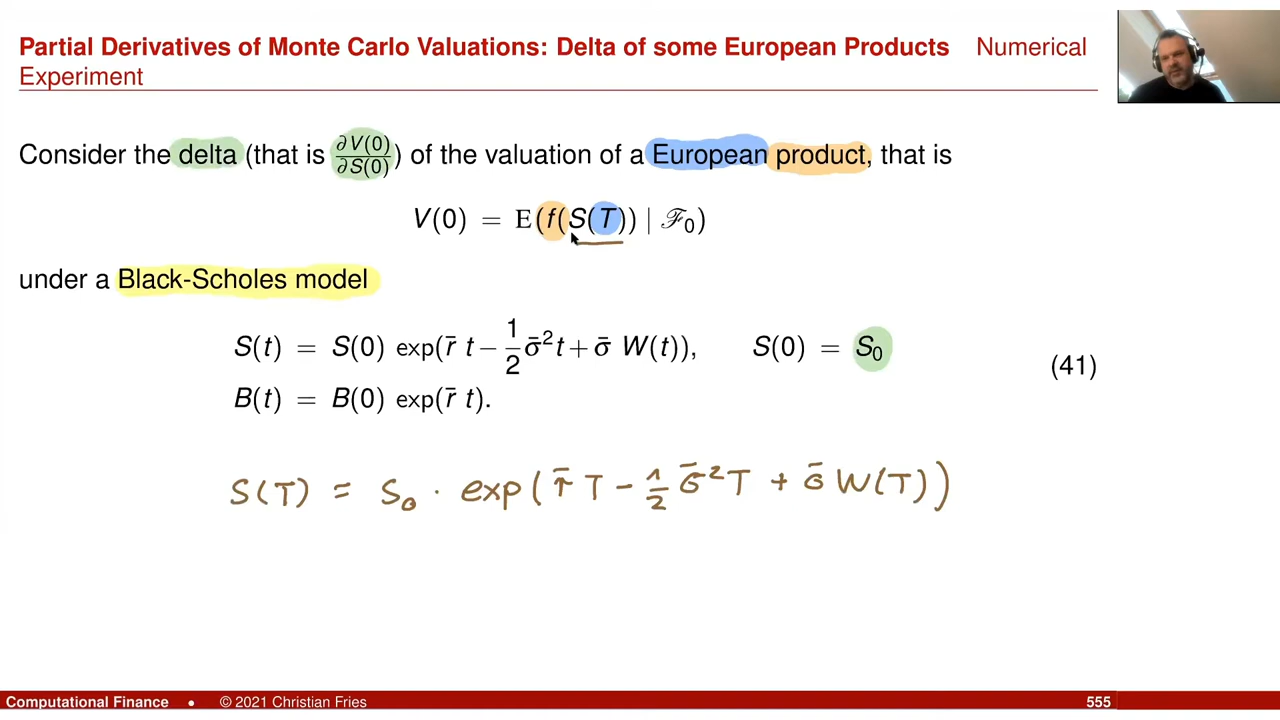 Partial Derivatives of Monte Carlo Valuations: Delta of some European Products Numerical
Experiment
Consider the delta (that is ∂V(0)/∂S(0)) of the valuation of a European product, that is
V(0) = E(f(S(T)) | ℱ₀)
under a Black-Scholes model
S(t) = S(0) exp(r̄ t − 1/2 σ̄² t + σ̄ W(t)), S(0) = S₀
(41)
B(t) = B(0) exp(r̄ t).
S(T) = S₀ · exp(r̄ T − 1/2 σ̄² T + σ̄ W(T))
Computational Finance • © 2021 Christian Fries 555